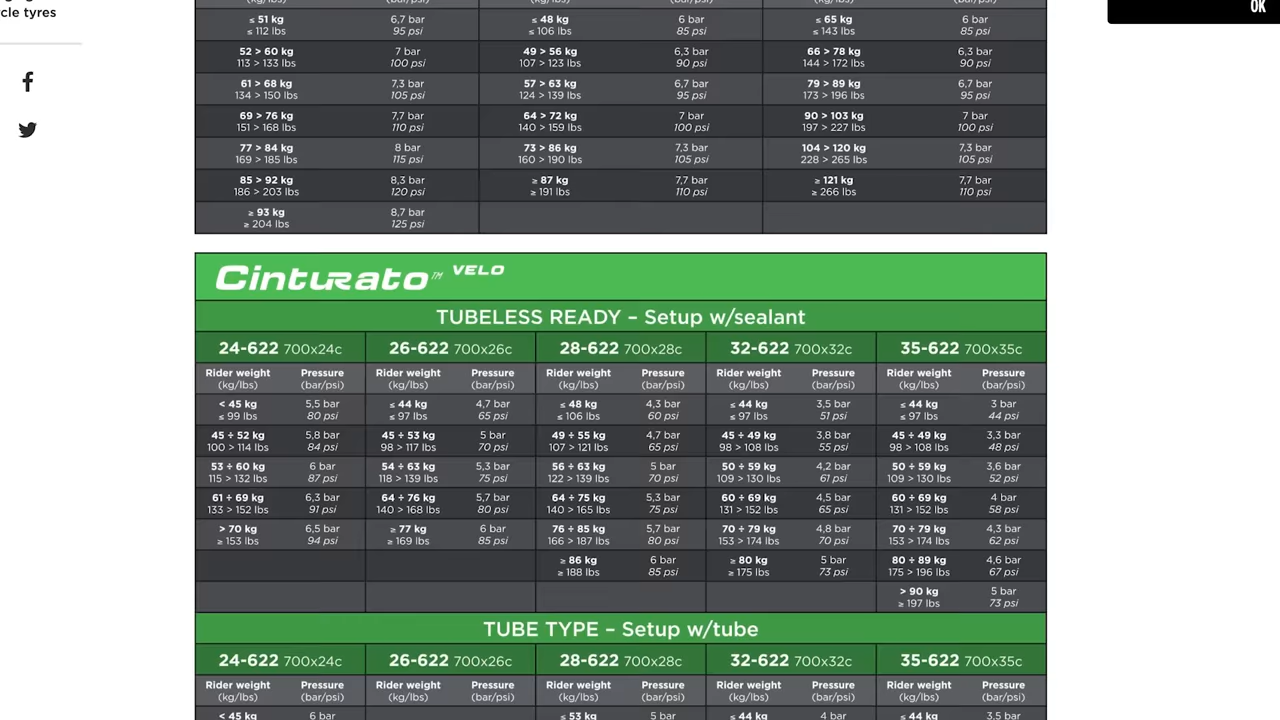 cle tyres
OK
(kg/lbs) (bar/psi) (kg/lbs) (bar/psi) (kg/lbs) (bar/psi)
≤ 51 kg 6,7 bar ≤ 48 kg 6 bar ≤ 65 kg 6 bar
≤ 112 lbs 95 psi ≤ 106 lbs 85 psi ≤ 143 lbs 85 psi
52 > 60 kg 7 bar 49 > 56 kg 6,3 bar 66 > 78 kg 6,3 bar
113 > 133 lbs 100 psi 107 > 123 lbs 90 psi 144 > 172 lbs 90 psi
61 > 68 kg 7,3 bar 57 > 63 kg 6,7 bar 79 > 89 kg 6,7 bar
134 > 150 lbs 105 psi 124 > 139 lbs 95 psi 173 > 196 lbs 95 psi
69 > 76 kg 7,7 bar 64 > 72 kg 7 bar 90 > 103 kg 7 bar
151 > 168 lbs 110 psi 140 > 159 lbs 100 psi 197 > 227 lbs 100 psi
77 > 84 kg 8 bar 73 > 86 kg 7,3 bar 104 > 120 kg 7,3 bar
169 > 185 lbs 115 psi 160 > 190 lbs 105 psi 228 > 265 lbs 105 psi
85 > 92 kg 8,3 bar ≥ 87 kg 7,7 bar ≥ 121 kg 7,7 bar
186 > 203 lbs 120 psi ≥ 191 lbs 110 psi ≥ 266 lbs 110 psi
≥ 93 kg 8,7 bar
≥ 204 lbs 125 psi
Cinturato™ VELO
TUBELESS READY – Setup w/sealant
24-622 700x24c 26-622 700x26c 28-622 700x28c 32-622 700x32c 35-622 700x35c
Rider weight Pressure Rider weight Pressure Rider weight Pressure Rider weight Pressure Rider weight Pressure
(kg/lbs) (bar/psi) (kg/lbs) (bar/psi) (kg/lbs) (bar/psi) (kg/lbs) (bar/psi) (kg/lbs) (bar/psi)
< 45 kg 5,5 bar ≤ 44 kg 4,7 bar ≤ 48 kg 4,3 bar ≤ 44 kg 3,5 bar ≤ 44 kg 3 bar
≤ 99 lbs 80 psi ≤ 97 lbs 65 psi ≤ 106 lbs 60 psi ≤ 97 lbs 51 psi ≤ 97 lbs 44 psi
45 ÷ 52 kg 5,8 bar 45 ÷ 53 kg 5 bar 49 ÷ 55 kg 4,7 bar 45 ÷ 49 kg 3,8 bar 45 ÷ 49 kg 3,3 bar
100 > 114 lbs 84 psi 98 > 117 lbs 70 psi 107 > 121 lbs 65 psi 98 > 108 lbs 55 psi 98 > 108 lbs 48 psi
53 ÷ 60 kg 6 bar 54 ÷ 63 kg 5,3 bar 56 ÷ 63 kg 5 bar 50 ÷ 59 kg 4,2 bar 50 ÷ 59 kg 3,6 bar
115 > 132 lbs 87 psi 118 > 139 lbs 75 psi 122 > 139 lbs 70 psi 109 > 130 lbs 61 psi 109 > 130 lbs 52 psi
61 ÷ 69 kg 6,3 bar 64 ÷ 76 kg 5,7 bar 64 ÷ 75 kg 5,3 bar 60 ÷ 69 kg 4,5 bar 60 ÷ 69 kg 4 bar
133 > 152 lbs 91 psi 140 > 168 lbs 80 psi 140 > 165 lbs 75 psi 131 > 152 lbs 65 psi 131 > 152 lbs 58 psi
> 70 kg 6,5 bar ≥ 77 kg 6 bar 76 ÷ 85 kg 5,7 bar 70 ÷ 79 kg 4,8 bar 70 ÷ 79 kg 4,3 bar
≥ 153 lbs 94 psi ≥ 169 lbs 85 psi 166 > 187 lbs 80 psi 153 > 174 lbs 70 psi 153 > 174 lbs 62 psi
≥ 86 kg 6 bar ≥ 80 kg 5 bar 80 ÷ 89 kg 4,6 bar
≥ 188 lbs 85 psi ≥ 175 lbs 73 psi 175 > 196 lbs 67 psi
> 90 kg 5 bar
≥ 197 lbs 73 psi
TUBE TYPE – Setup w/tube
24-622 700x24c 26-622 700x26c 28-622 700x28c 32-622 700x32c 35-622 700x35c
Rider weight Pressure Rider weight Pressure Rider weight Pressure Rider weight Pressure Rider weight Pressure
(kg/lbs) (bar/psi) (kg/lbs) (bar/psi) (kg/lbs) (bar/psi) (kg/lbs) (bar/psi) (kg/lbs) (bar/psi)
< 45 kg 6 bar ≤ 53 kg 5 bar ≤ 44 kg 4 bar ≤ 44 kg 3,5 bar